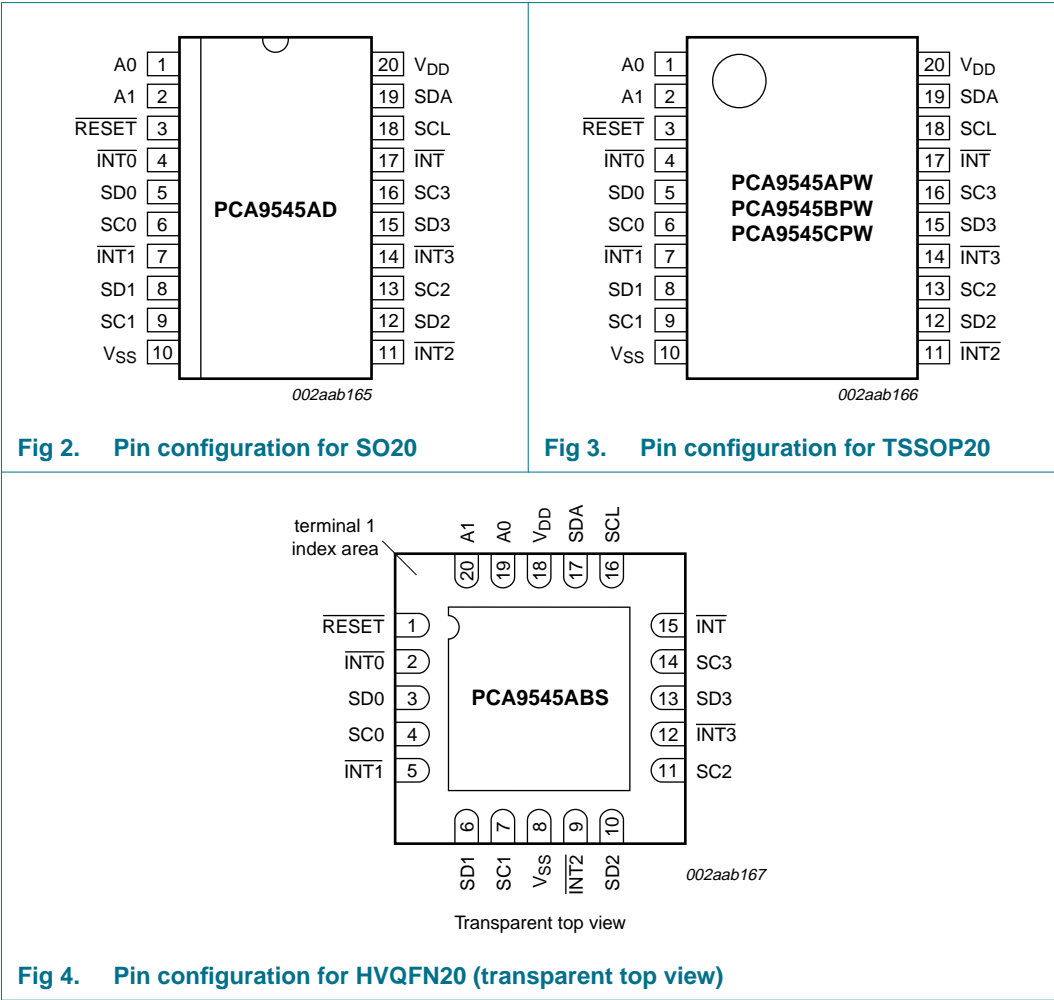 A0 1
A1 2
RESET 3
INT0 4
SD0 5
SC0 6
INT1 7
SD1 8
SC1 9
VSS 10
PCA9545AD
20 VDD
19 SDA
18 SCL
17 INT
16 SC3
15 SD3
14 INT3
13 SC2
12 SD2
11 INT2
002aab165
Fig 2. Pin configuration for SO20
A0 1
A1 2
RESET 3
INT0 4
SD0 5
SC0 6
INT1 7
SD1 8
SC1 9
VSS 10
PCA9545APW
PCA9545BPW
PCA9545CPW
20 VDD
19 SDA
18 SCL
17 INT
16 SC3
15 SD3
14 INT3
13 SC2
12 SD2
11 INT2
002aab166
Fig 3. Pin configuration for TSSOP20
terminal 1
index area
A1 A0 VDD SDA SCL
20 19 18 17 16
RESET 1
INT0 2
SD0 3
SC0 4
INT1 5
PCA9545ABS
15 INT
14 SC3
13 SD3
12 INT3
11 SC2
6 7 8 9 10
SD1 SC1 VSS INT2 SD2
002aab167
Transparent top view
Fig 4. Pin configuration for HVQFN20 (transparent top view)